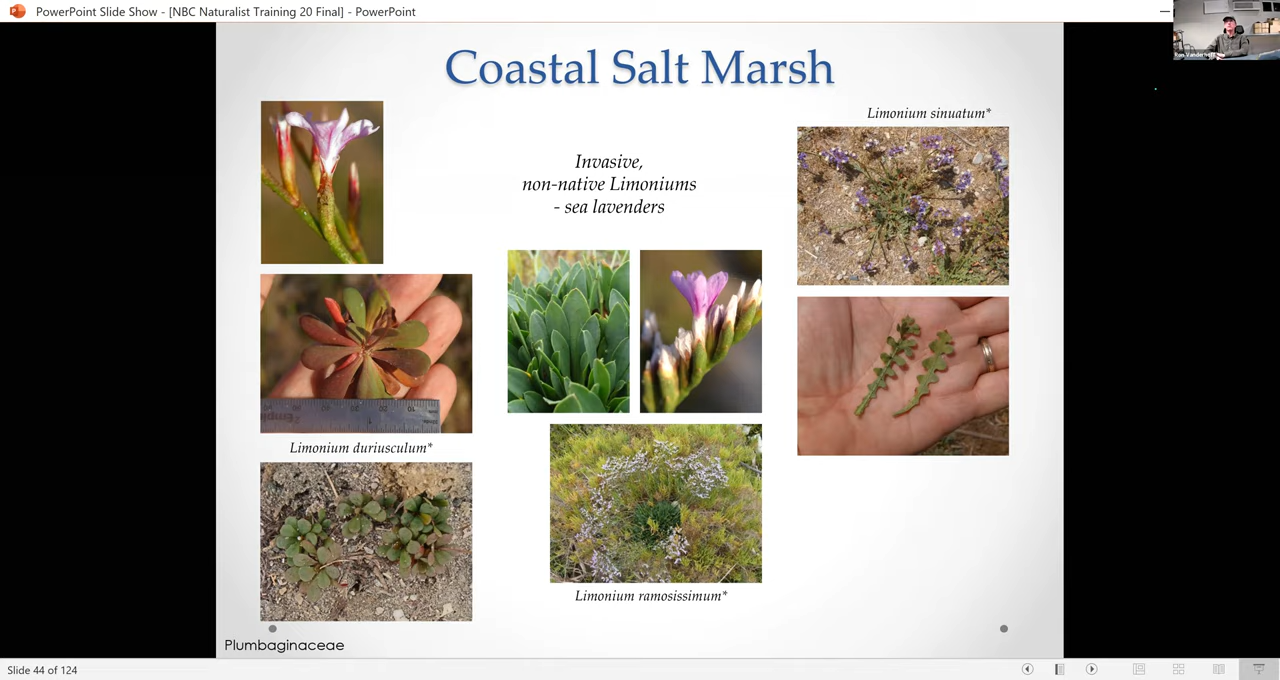 PowerPoint Slide Show - [NBC Naturalist Training 20 Final] - PowerPoint
Coastal Salt Marsh
Limonium sinuatum*
Invasive,
non-native Limoniums
- sea lavenders
Limonium duriusculum*
Limonium ramosissimum*
Plumbaginaceae
Slide 44 of 124